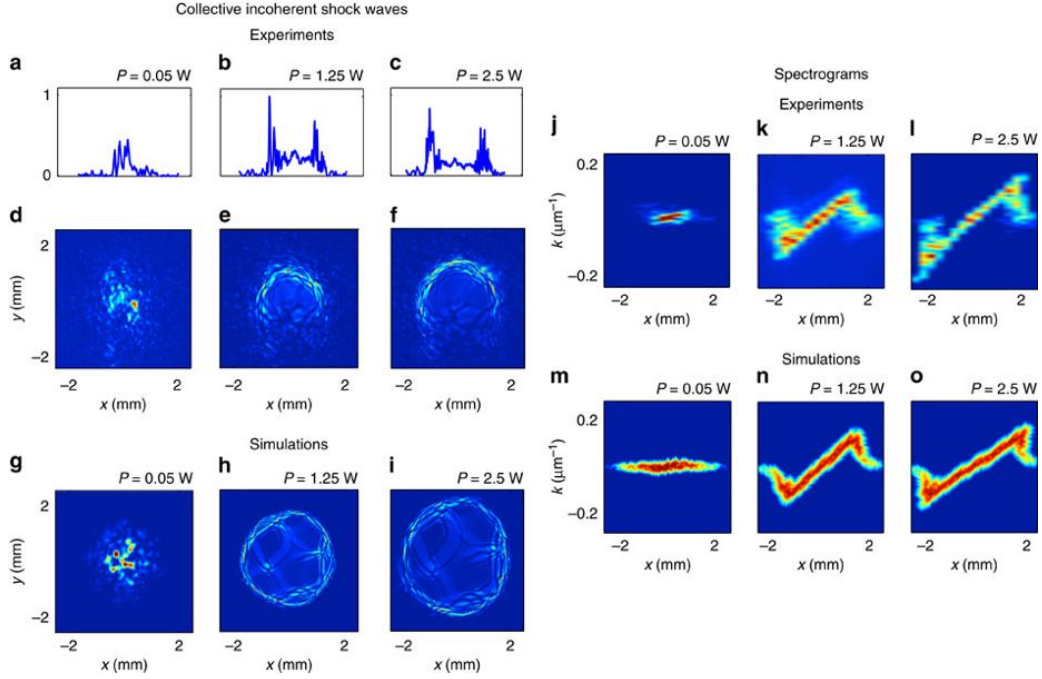 Collective incoherent shock waves
Experiments
a b c
P = 0.05 W P = 1.25 W P = 2.5 W
1
0
d e f
2
y (mm)
−2
−2 2 −2 2 −2 2
x (mm) x (mm) x (mm)
Simulations
g h i
P = 0.05 W P = 1.25 W P = 2.5 W
2
y (mm)
−2
−2 2 −2 2 −2 2
x (mm) x (mm) x (mm)
Spectrograms
Experiments
j k l
P = 0.05 W P = 1.25 W P = 2.5 W
0.2
k (μm⁻¹)
−0.2
−2 2 −2 2 −2 2
x (mm) x (mm) x (mm)
Simulations
m n o
P = 0.05 W P = 1.25 W P = 2.5 W
0.2
k (μm⁻¹)
−0.2
−2 2 −2 2 −2 2
x (mm) x (mm) x (mm)